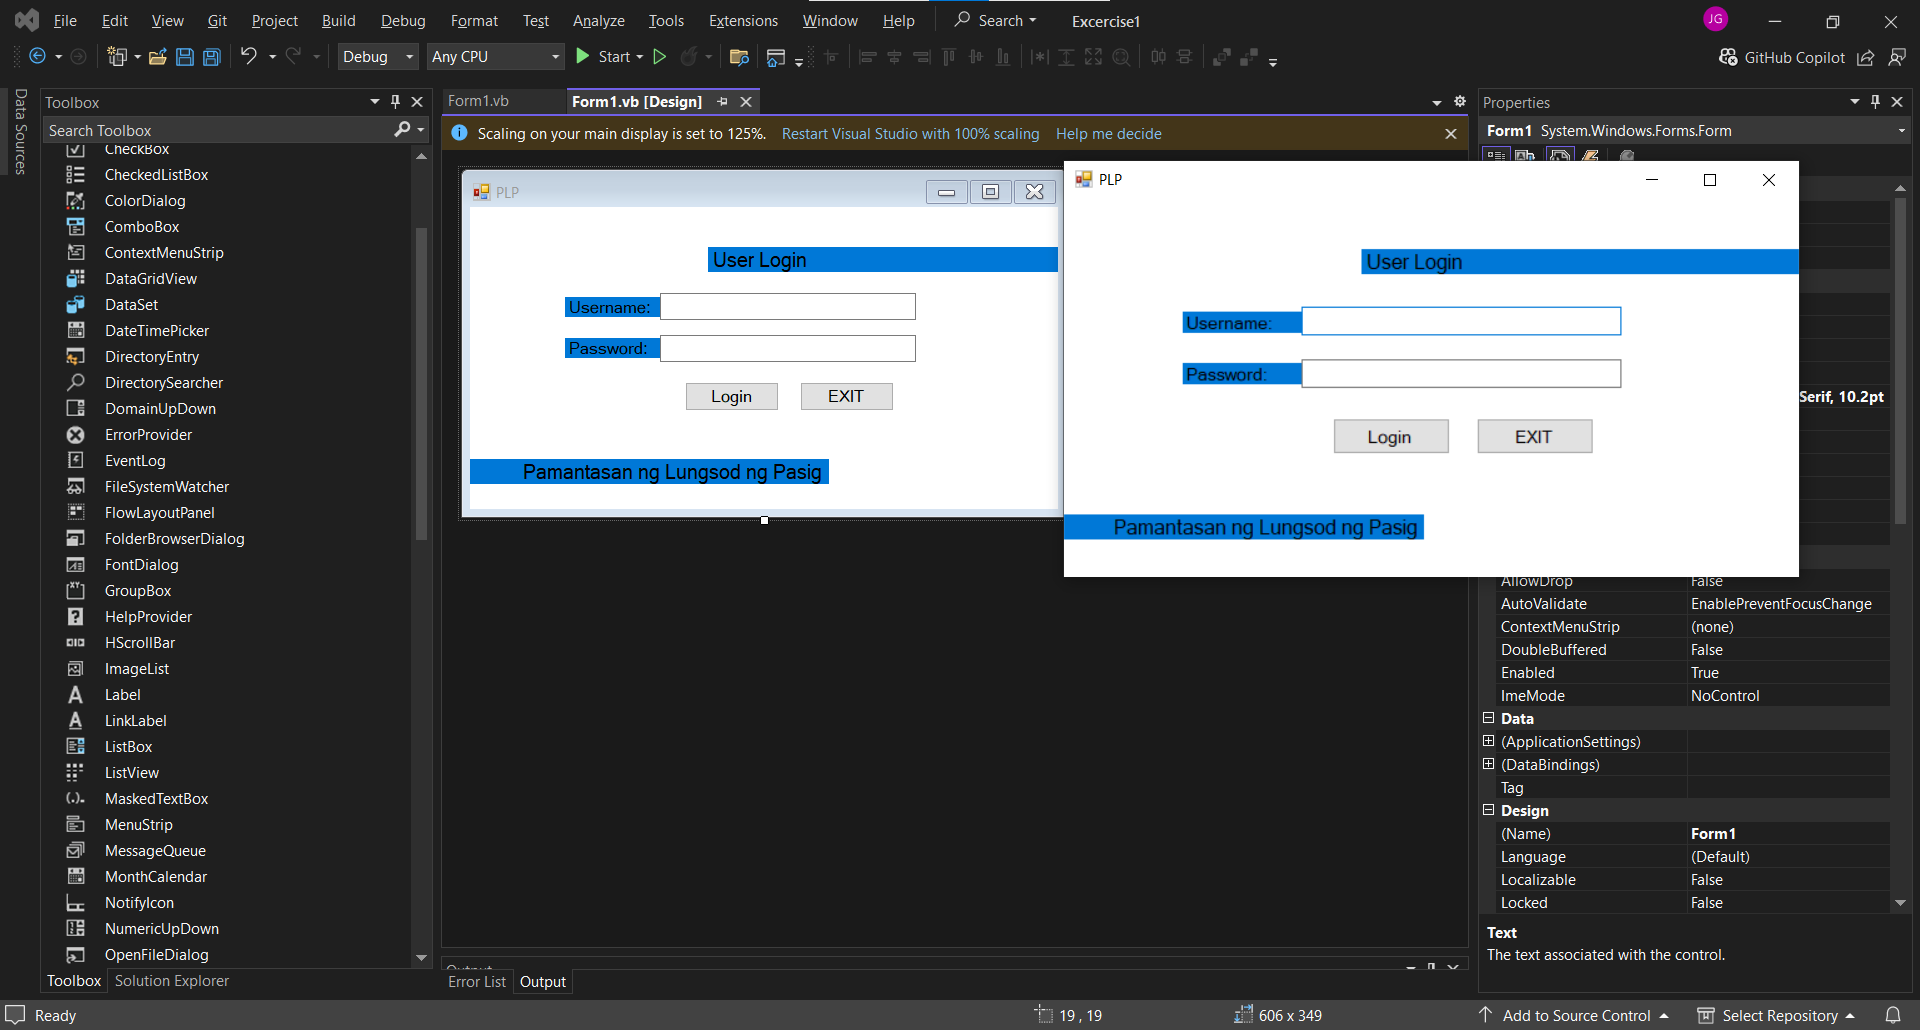 File Edit View Git Project Build Debug Format Test Analyze Tools Extensions Window Help Search Excercise1 JG
Debug Any CPU Start GitHub Copilot
Data Sources
Toolbox
Search Toolbox
CheckBox
CheckedListBox
ColorDialog
ComboBox
ContextMenuStrip
DataGridView
DataSet
DateTimePicker
DirectoryEntry
DirectorySearcher
DomainUpDown
ErrorProvider
EventLog
FileSystemWatcher
FlowLayoutPanel
FolderBrowserDialog
FontDialog
GroupBox
HelpProvider
HScrollBar
ImageList
Label
LinkLabel
ListBox
ListView
MaskedTextBox
MenuStrip
MessageQueue
MonthCalendar
NotifyIcon
NumericUpDown
OpenFileDialog
Toolbox Solution Explorer
Form1.vb Form1.vb [Design]
Scaling on your main display is set to 125%. Restart Visual Studio with 100% scaling Help me decide
PLP
User Login
Username:
Password:
Login EXIT
Pamantasan ng Lungsod ng Pasig
PLP
User Login
Username:
Password:
Login EXIT
Pamantasan ng Lungsod ng Pasig
Output
Error List Output
Properties
Form1 System.Windows.Forms.Form
Serif, 10.2pt
AllowDrop False
AutoValidate EnablePreventFocusChange
ContextMenuStrip (none)
DoubleBuffered False
Enabled True
ImeMode NoControl
Data
(ApplicationSettings)
(DataBindings)
Tag
Design
(Name) Form1
Language (Default)
Localizable False
Locked False
Text
The text associated with the control.
Ready 19 , 19 606 x 349 Add to Source Control Select Repository